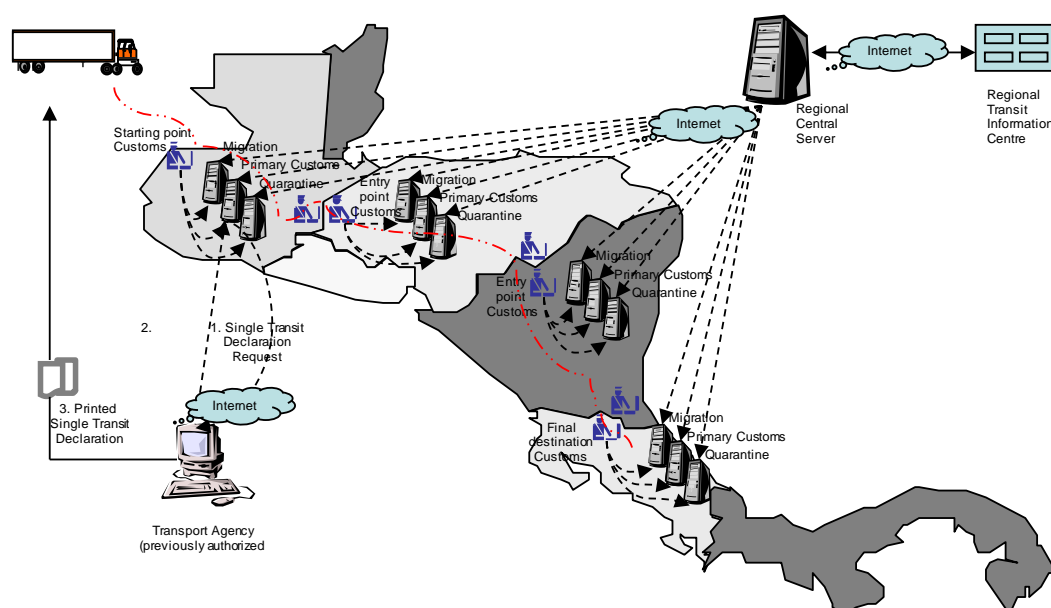 Internet
Regional
Central
Server
Regional
Transit
Information
Centre
Internet
Starting point
Customs
Migration
Primary Customs
Quarantine
Entry
point
Customs
Migration
Primary Customs
Quarantine
Entry
point
Customs
Migration
Primary Customs
Quarantine
2.
1. Single Transit
Declaration
Request
3. Printed
Single Transit
Declaration
Internet
Final
destination
Customs
Migration
Primary Customs
Quarantine
Transport Agency
(previously authorized